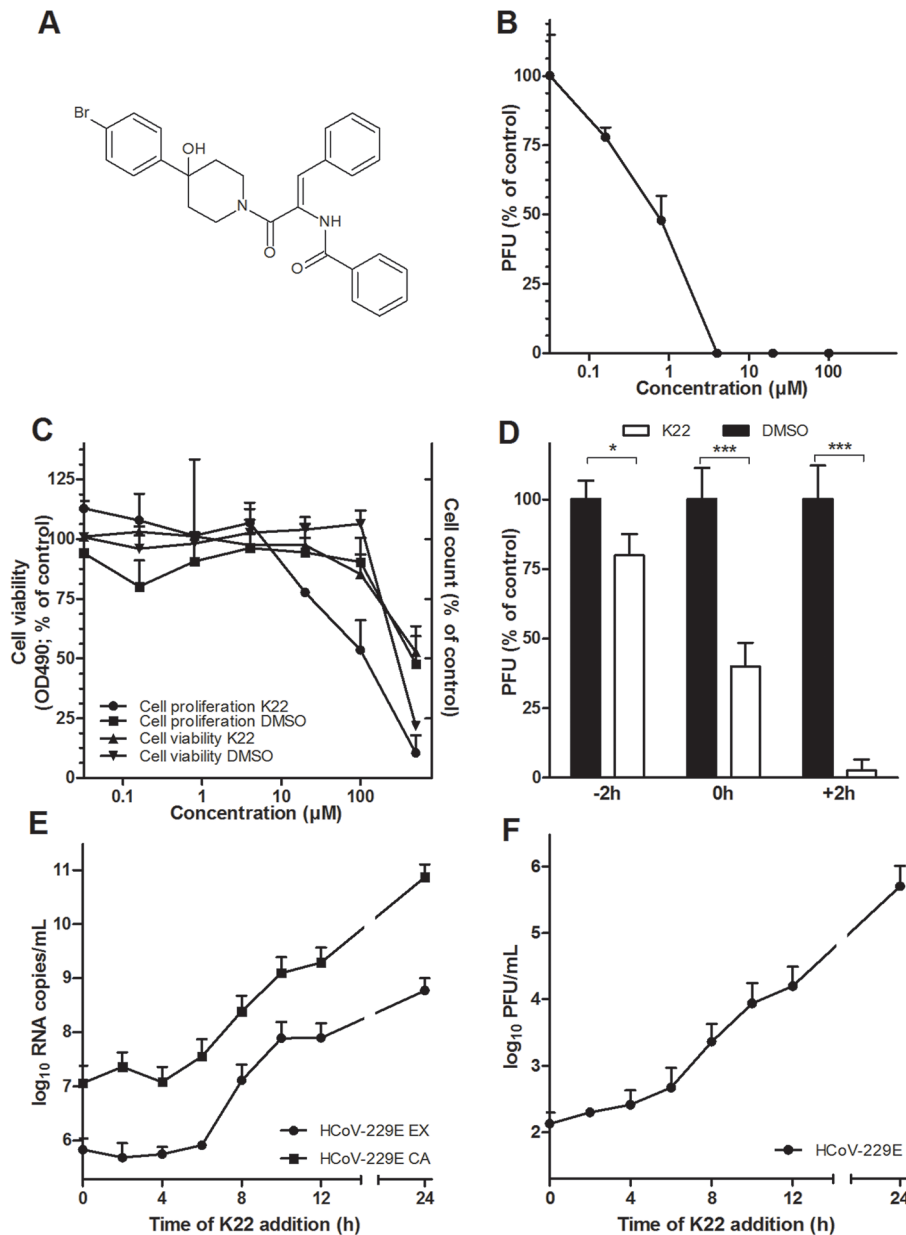 A
Br
OH
N
O
NH
O
B
PFU (% of control)
100
75
50
25
0
0.1
1
10
100
Concentration (µM)
C
Cell viability
(OD490; % of control)
125
100
75
50
25
0
Cell count (% of control)
Cell proliferation K22
Cell proliferation DMSO
Cell viability K22
Cell viability DMSO
0.1
1
10
100
Concentration (µM)
D
K22
DMSO
*
***
***
PFU (% of control)
100
75
50
25
0
-2h
0h
+2h
E
log10 RNA copies/mL
11
10
9
8
7
6
HCoV-229E EX
HCoV-229E CA
0
4
8
12
24
Time of K22 addition (h)
F
log10 PFU/mL
6
5
4
3
2
HCoV-229E
0
4
8
12
24
Time of K22 addition (h)